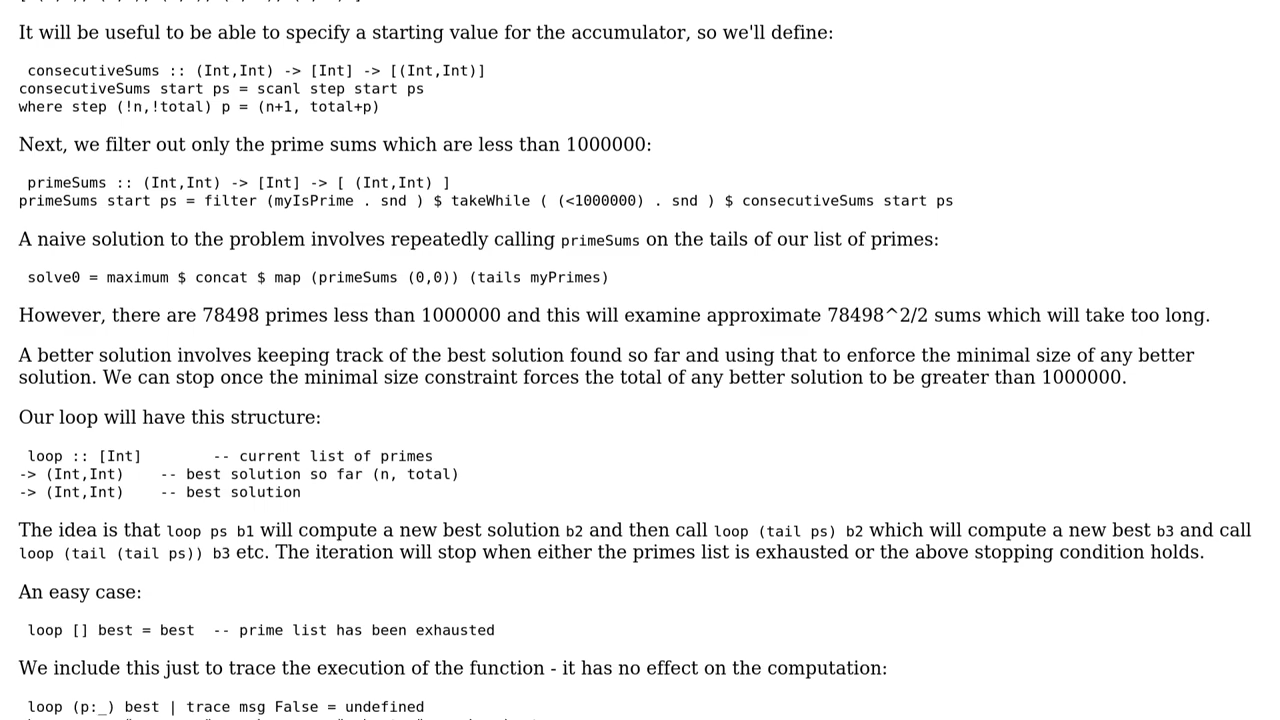 It will be useful to be able to specify a starting value for the accumulator, so we'll define:
consecutiveSums :: (Int,Int) -> [Int] -> [(Int,Int)]
consecutiveSums start ps = scanl step start ps
where step (!n,!total) p = (n+1, total+p)
Next, we filter out only the prime sums which are less than 1000000:
primeSums :: (Int,Int) -> [Int] -> [ (Int,Int) ]
primeSums start ps = filter (myIsPrime . snd ) $ takeWhile ( (<1000000) . snd ) $ consecutiveSums start ps
A naive solution to the problem involves repeatedly calling primeSums on the tails of our list of primes:
solve0 = maximum $ concat $ map (primeSums (0,0)) (tails myPrimes)
However, there are 78498 primes less than 1000000 and this will examine approximate 78498^2/2 sums which will take too long.
A better solution involves keeping track of the best solution found so far and using that to enforce the minimal size of any better
solution. We can stop once the minimal size constraint forces the total of any better solution to be greater than 1000000.
Our loop will have this structure:
loop :: [Int]        -- current list of primes
-> (Int,Int)    -- best solution so far (n, total)
-> (Int,Int)    -- best solution
The idea is that loop ps b1 will compute a new best solution b2 and then call loop (tail ps) b2 which will compute a new best b3 and call
loop (tail (tail ps)) b3 etc. The iteration will stop when either the primes list is exhausted or the above stopping condition holds.
An easy case:
loop [] best = best  -- prime list has been exhausted
We include this just to trace the execution of the function - it has no effect on the computation:
loop (p:_) best | trace msg False = undefined